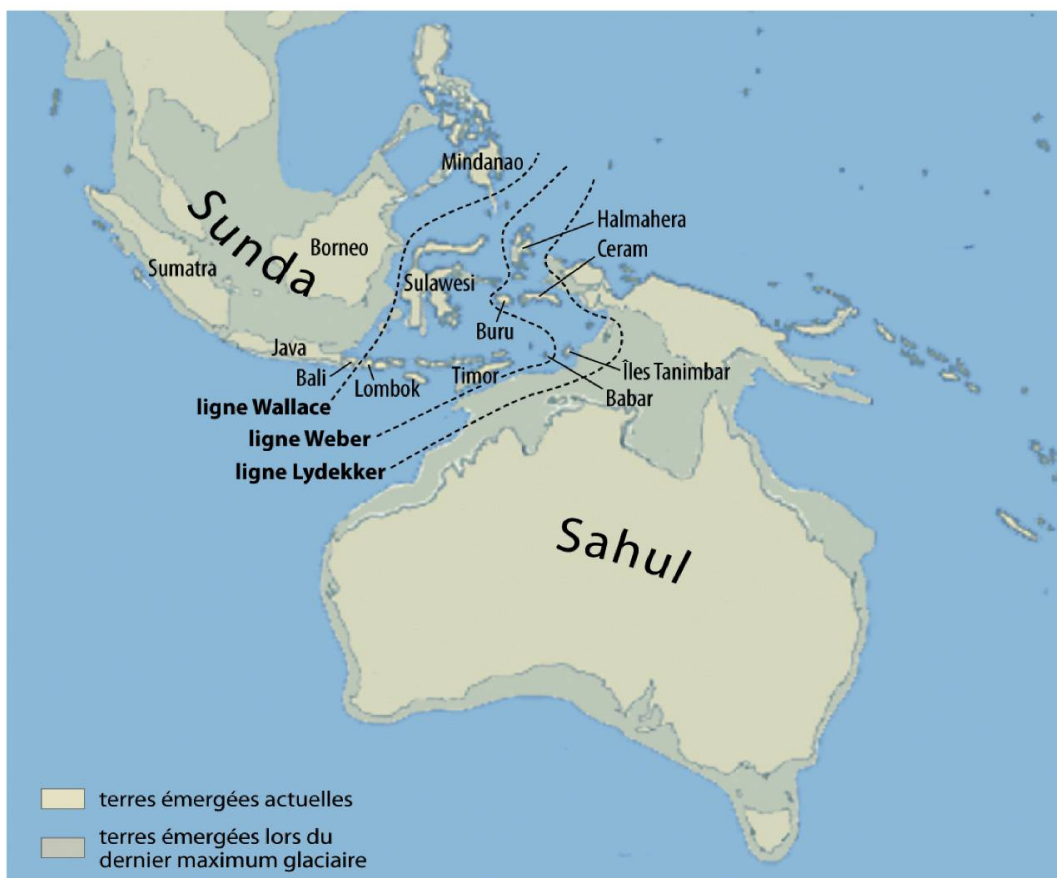 Mindanao
Halmahera
Ceram
Sunda
Borneo
Sumatra
Sulawesi
Buru
Java
Bali
Lombok
Timor
Îles Tanimbar
Babar
ligne Wallace
ligne Weber
ligne Lydekker
Sahul
terres émergées actuelles
terres émergées lors du
dernier maximum glaciaire